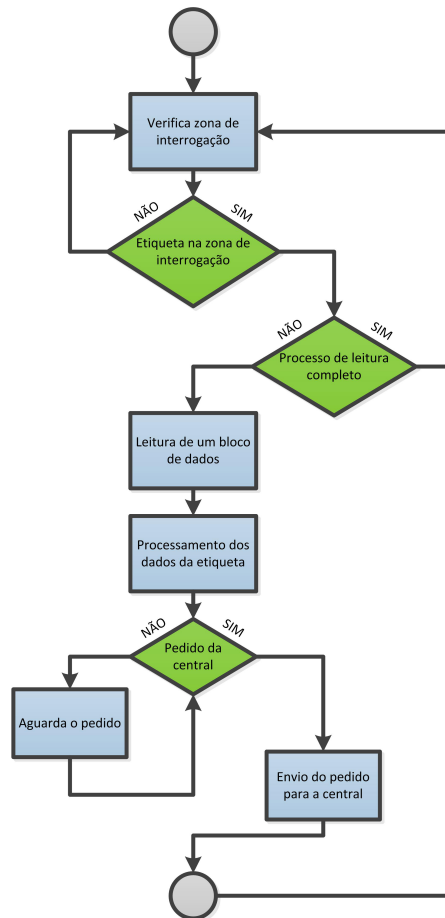 Verifica zona de
interrogação
NÃO
SIM
Etiqueta na zona de
interrogação
NÃO
SIM
Processo de leitura
completo
Leitura de um bloco
de dados
Processamento dos
dados da etiqueta
NÃO
SIM
Pedido da
central
Aguarda o pedido
Envio do pedido
para a central